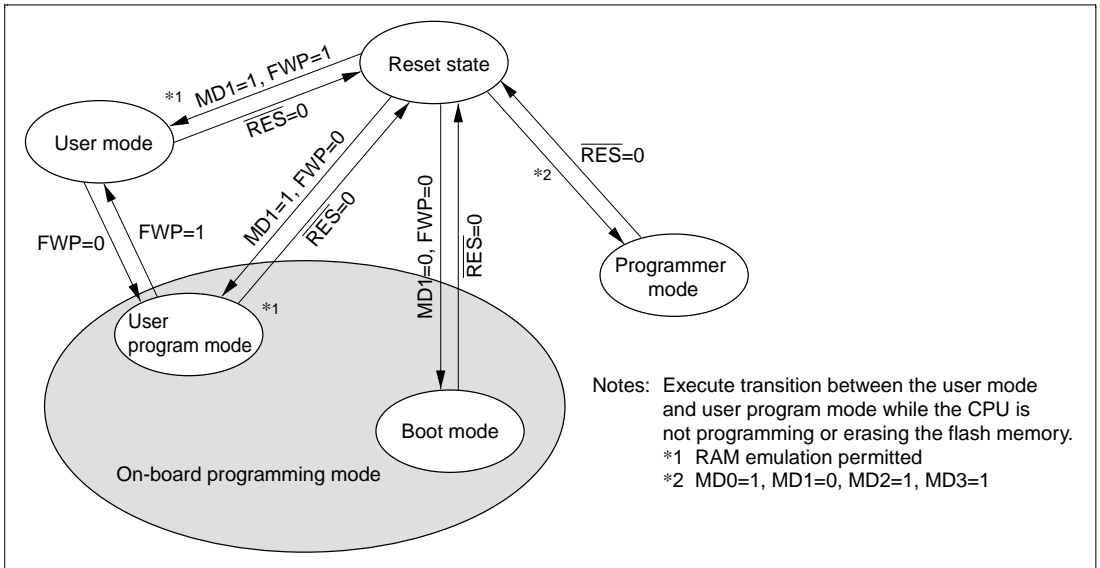 Reset state
*1 MD1=1, FWP=1
RES=0
User mode
MD1=1, FWP=0
RES=0
MD1=0, FWP=0
RES=0
*2
RES=0
FWP=0
FWP=1
Programmer
mode
User
program mode
*1
Boot mode
On-board programming mode
Notes: Execute transition between the user mode
and user program mode while the CPU is
not programming or erasing the flash memory.
*1 RAM emulation permitted
*2 MD0=1, MD1=0, MD2=1, MD3=1